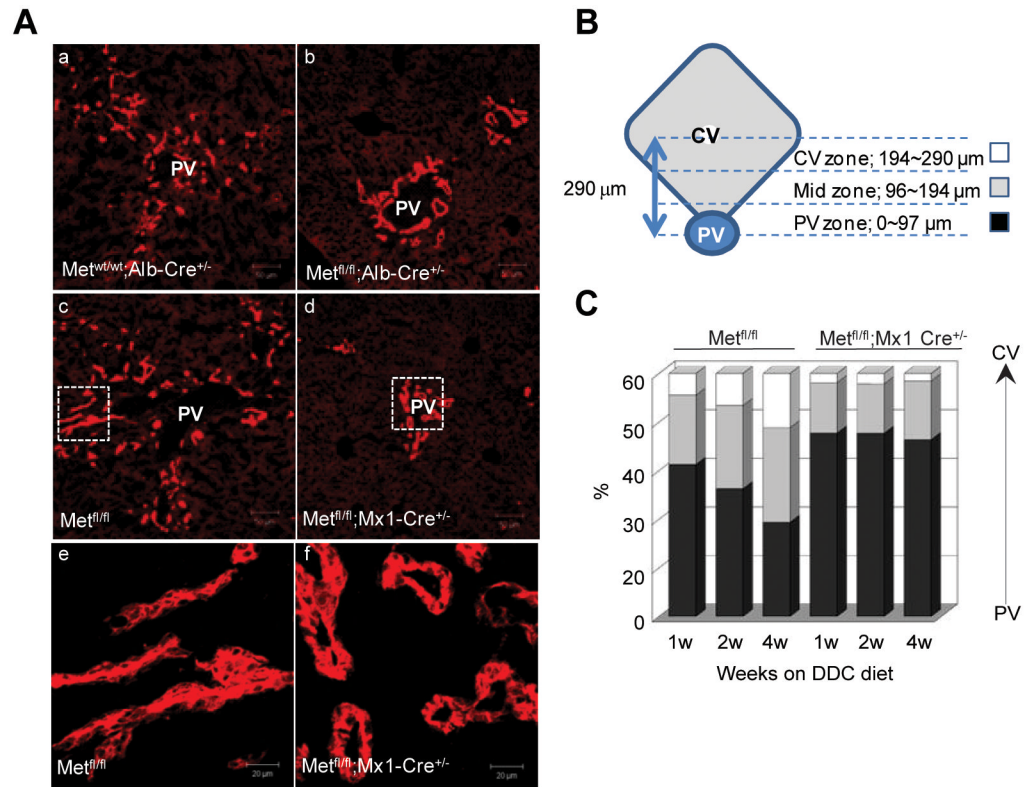 A
a
PV
Met^wt/wt;Alb-Cre^+/-
b
PV
Met^fl/fl;Alb-Cre^+/-
50 µm
c
PV
Met^fl/fl
50 µm
d
PV
Met^fl/fl;Mx1-Cre^+/-
e
Met^fl/fl
20 µm
f
Met^fl/fl;Mx1-Cre^+/-
20 µm
B
CV
290 µm
CV zone; 194~290 µm
Mid zone; 96~194 µm
PV zone; 0~97 µm
PV
C
Met^fl/fl
Met^fl/fl;Mx1 Cre^+/-
CV
60
50
40
%
30
20
0
PV
1w 2w 4w 1w 2w 4w
Weeks on DDC diet